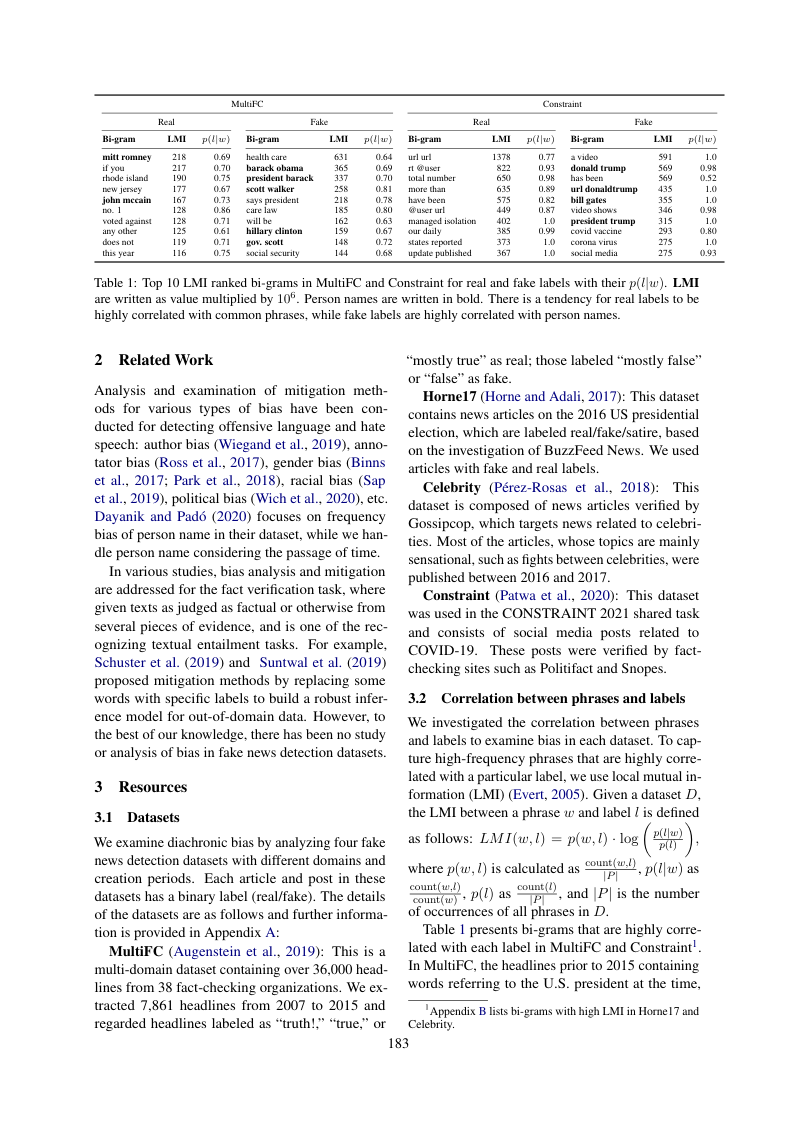 MultiFC Constraint
Real Fake Real Fake
Bi-gram LMI p(l|w) Bi-gram LMI p(l|w) Bi-gram LMI p(l|w) Bi-gram LMI p(l|w)
mitt romney 218 0.69 health care 631 0.64 url url 1378 0.77 a video 591 1.0
if you 217 0.70 barack obama 365 0.69 rt @user 822 0.93 donald trump 569 0.98
rhode island 190 0.75 president barack 337 0.70 total number 650 0.98 has been 569 0.52
new jersey 177 0.67 scott walker 258 0.81 more than 635 0.89 url donaldtrump 435 1.0
john mccain 167 0.73 says president 218 0.78 have been 575 0.82 bill gates 355 1.0
no. 1 128 0.86 care law 185 0.80 @user url 449 0.87 video shows 346 0.98
voted against 128 0.71 will be 162 0.63 managed isolation 402 1.0 president trump 315 1.0
any other 125 0.61 hillary clinton 159 0.67 our daily 385 0.99 covid vaccine 293 0.80
does not 119 0.71 gov. scott 148 0.72 states reported 373 1.0 corona virus 275 1.0
this year 116 0.75 social security 144 0.68 update published 367 1.0 social media 275 0.93
Table 1: Top 10 LMI ranked bi-grams in MultiFC and Constraint for real and fake labels with their p(l|w). LMI
are written as value multiplied by 10⁶. Person names are written in bold. There is a tendency for real labels to be
highly correlated with common phrases, while fake labels are highly correlated with person names.
2 Related Work
Analysis and examination of mitigation meth-
ods for various types of bias have been con-
ducted for detecting offensive language and hate
speech: author bias (Wiegand et al., 2019), anno-
tator bias (Ross et al., 2017), gender bias (Binns
et al., 2017; Park et al., 2018), racial bias (Sap
et al., 2019), political bias (Wich et al., 2020), etc.
Dayanik and Padó (2020) focuses on frequency
bias of person name in their dataset, while we han-
dle person name considering the passage of time.
In various studies, bias analysis and mitigation
are addressed for the fact verification task, where
given texts as judged as factual or otherwise from
several pieces of evidence, and is one of the rec-
ognizing textual entailment tasks. For example,
Schuster et al. (2019) and Suntwal et al. (2019)
proposed mitigation methods by replacing some
words with specific labels to build a robust infer-
ence model for out-of-domain data. However, to
the best of our knowledge, there has been no study
or analysis of bias in fake news detection datasets.
3 Resources
3.1 Datasets
We examine diachronic bias by analyzing four fake
news detection datasets with different domains and
creation periods. Each article and post in these
datasets has a binary label (real/fake). The details
of the datasets are as follows and further informa-
tion is provided in Appendix A:
MultiFC (Augenstein et al., 2019): This is a
multi-domain dataset containing over 36,000 head-
lines from 38 fact-checking organizations. We ex-
tracted 7,861 headlines from 2007 to 2015 and
regarded headlines labeled as “truth!,” “true,” or
“mostly true” as real; those labeled “mostly false”
or “false” as fake.
Horne17 (Horne and Adali, 2017): This dataset
contains news articles on the 2016 US presidential
election, which are labeled real/fake/satire, based
on the investigation of BuzzFeed News. We used
articles with fake and real labels.
Celebrity (Pérez-Rosas et al., 2018): This
dataset is composed of news articles verified by
Gossipcop, which targets news related to celebri-
ties. Most of the articles, whose topics are mainly
sensational, such as fights between celebrities, were
published between 2016 and 2017.
Constraint (Patwa et al., 2020): This dataset
was used in the CONSTRAINT 2021 shared task
and consists of social media posts related to
COVID-19. These posts were verified by fact-
checking sites such as Politifact and Snopes.
3.2 Correlation between phrases and labels
We investigated the correlation between phrases
and labels to examine bias in each dataset. To cap-
ture high-frequency phrases that are highly corre-
lated with a particular label, we use local mutual in-
formation (LMI) (Evert, 2005). Given a dataset D,
the LMI between a phrase w and label l is defined
as follows: LMI(w, l) = p(w, l) · log (p(l|w)/p(l)),
where p(w, l) is calculated as count(w,l)/|P|, p(l|w) as
count(w,l)/count(w), p(l) as count(l)/|P|, and |P| is the number
of occurrences of all phrases in D.
Table 1 presents bi-grams that are highly corre-
lated with each label in MultiFC and Constraint¹.
In MultiFC, the headlines prior to 2015 containing
words referring to the U.S. president at the time,
¹Appendix B lists bi-grams with high LMI in Horne17 and
Celebrity.
183